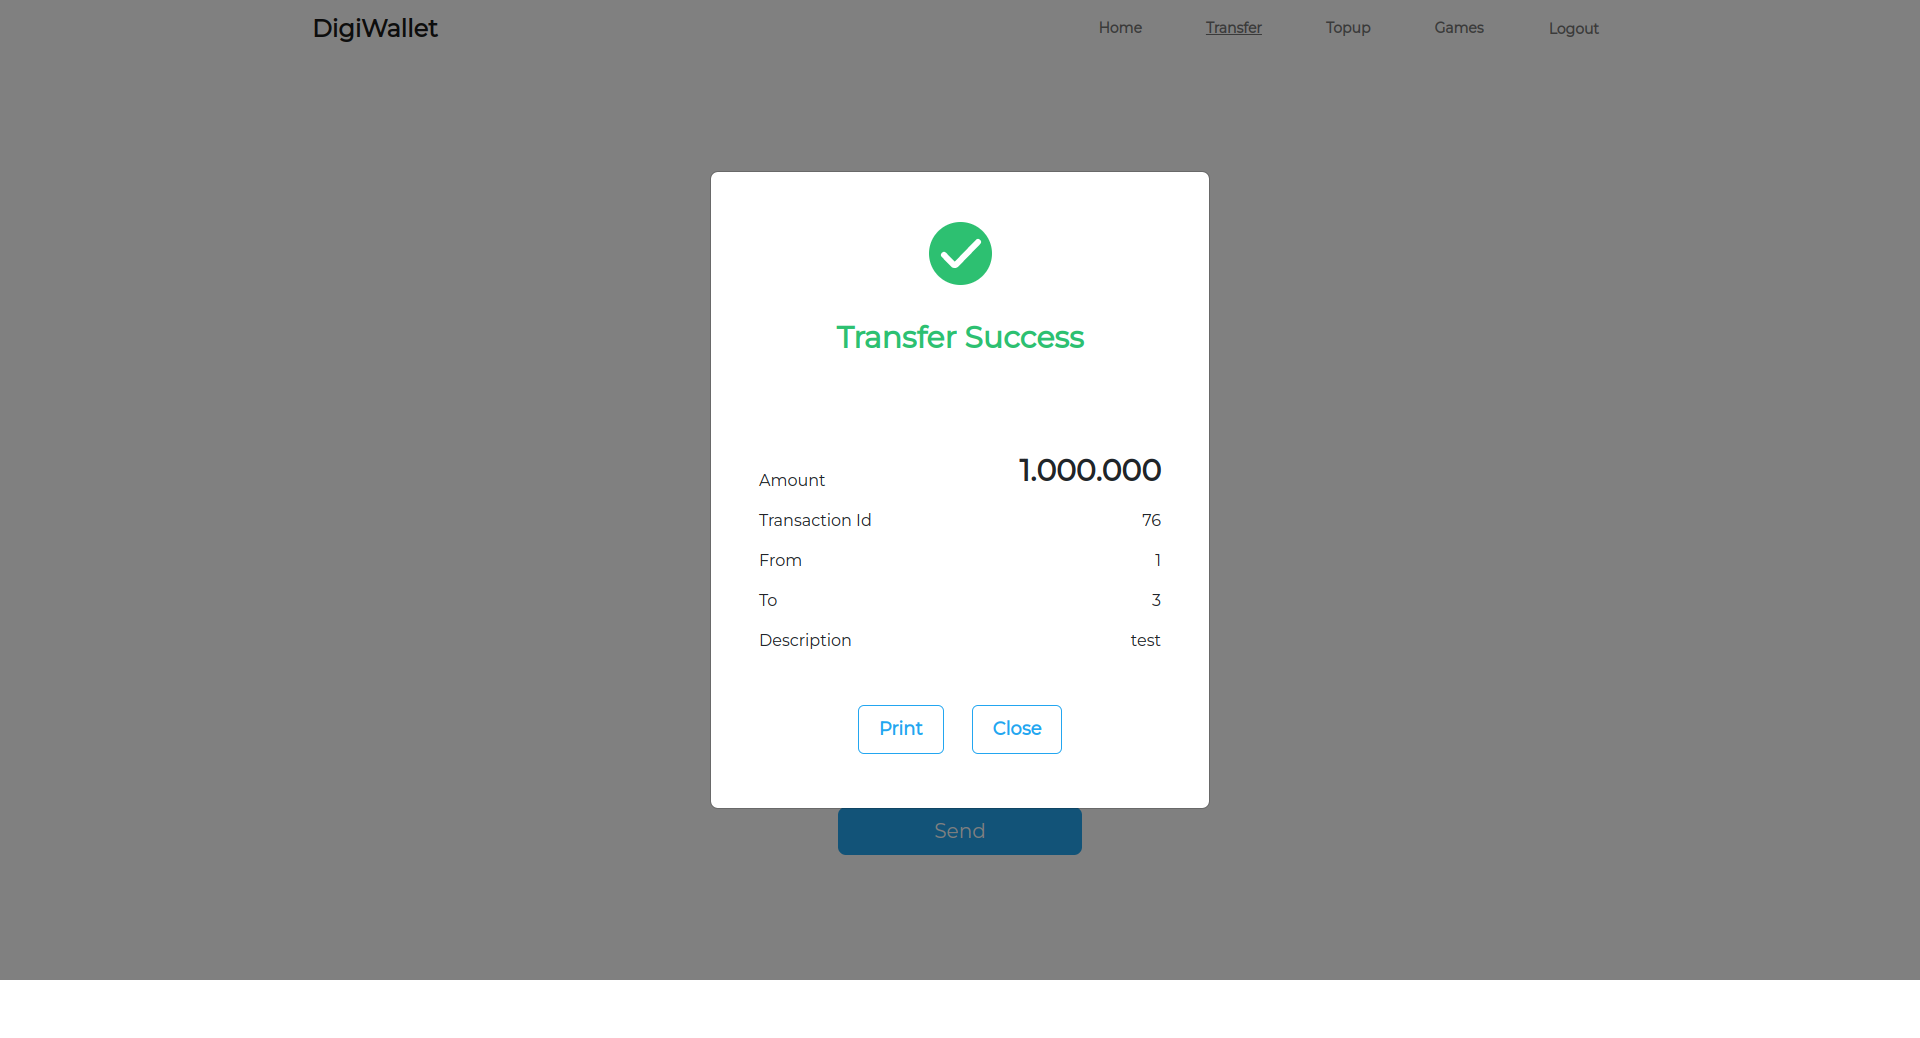 DigiWallet Home Transfer Topup Games Logout
Transfer Success
Amount 1.000.000
Transaction Id 76
From 1
To 3
Description test
Print Close
Send